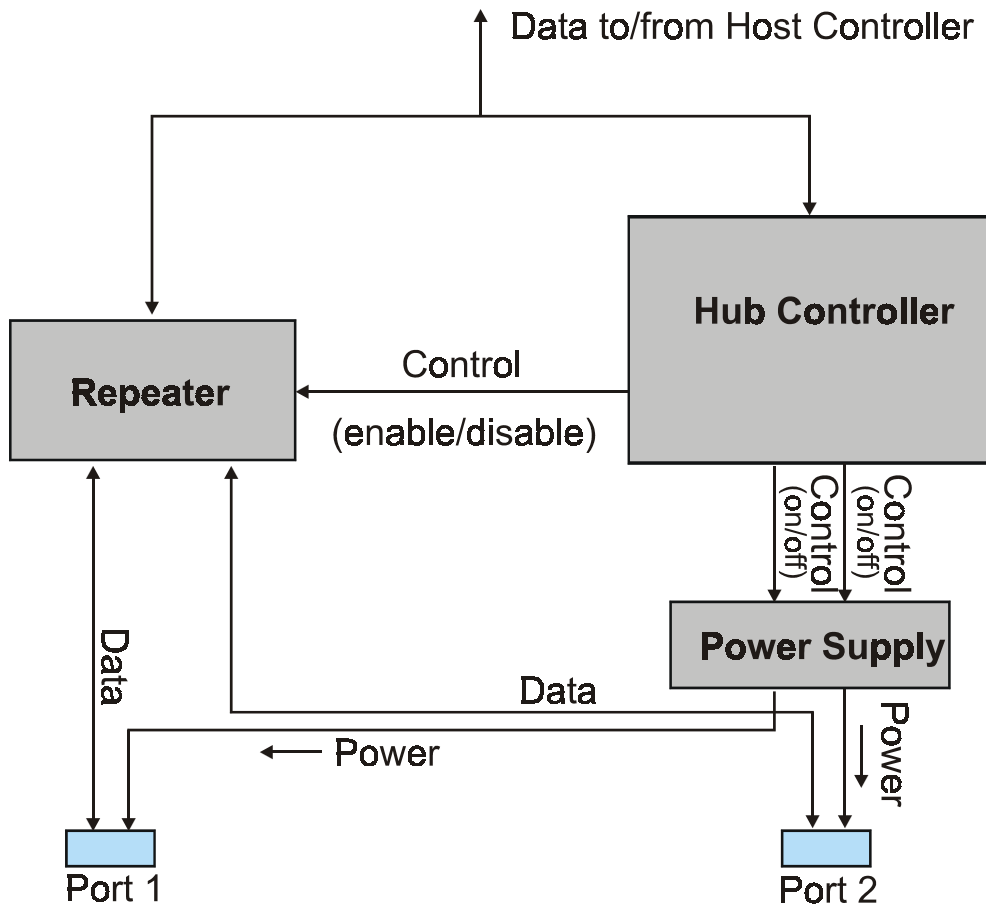 Data to/from Host Controller
Hub Controller
Control
Repeater
(enable/disable)
Control
(on/off)
Control
(on/off)
Power Supply
Data
Data
Power
Power
Port 1
Port 2